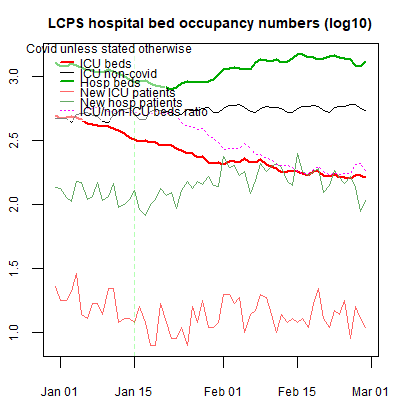 LCPS hospital bed occupancy numbers (log10)
Covid unless stated otherwise
ICU beds
ICU non-covid
Hosp beds
New ICU patients
New hosp patients
ICU/non-ICU beds ratio
3.0
2.5
2.0
1.5
1.0
Jan 01
Jan 15
Feb 01
Feb 15
Mar 01